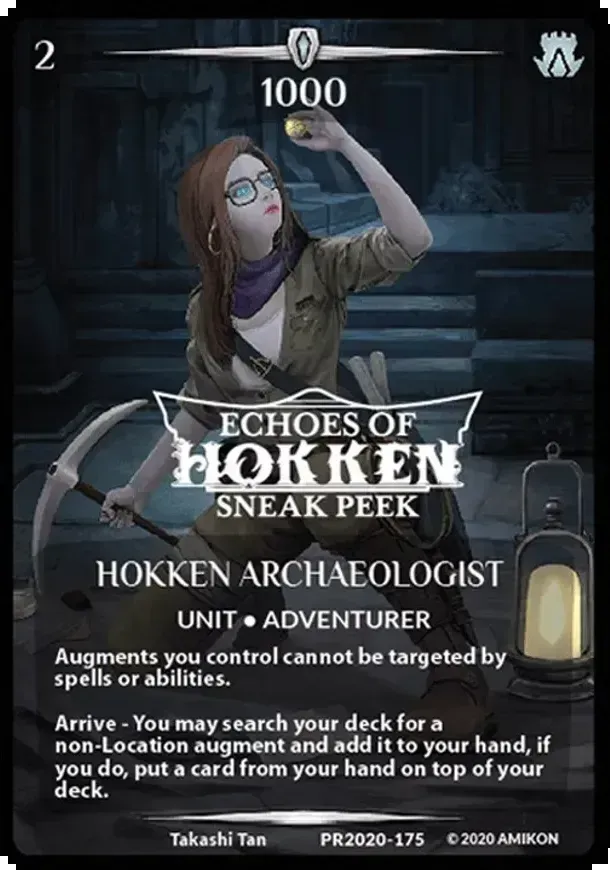 2
1000
ECHOES OF
HOKKEN
SNEAK PEEK
HOKKEN ARCHAEOLOGIST
UNIT • ADVENTURER
Augments you control cannot be targeted by
spells or abilities.
Arrive - You may search your deck for a
non-Location augment and add it to your hand, if
you do, put a card from your hand on top of your
deck.
Takashi Tan PR2020-175 ©2020 AMIKON